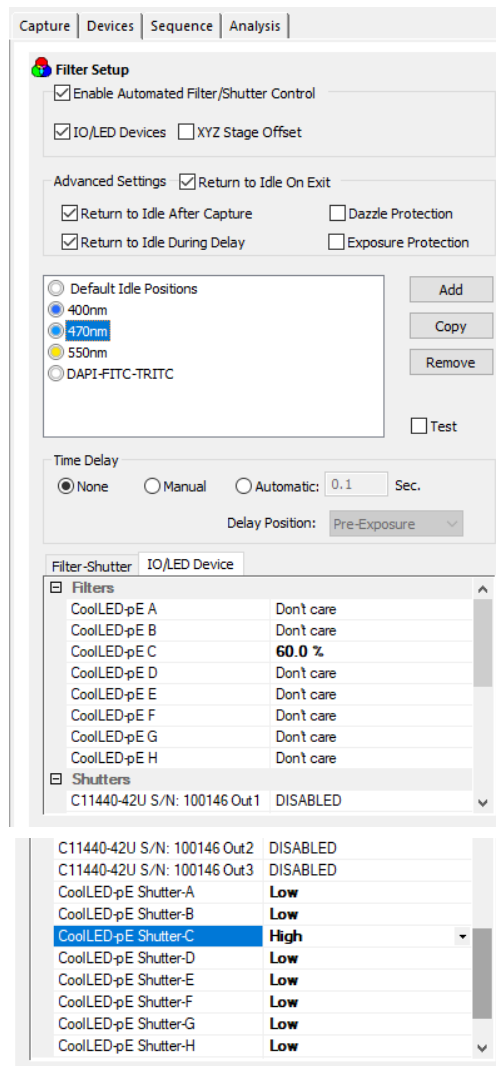 Capture Devices Sequence Analysis
Filter Setup
Enable Automated Filter/Shutter Control
IO/LED Devices XYZ Stage Offset
Advanced Settings Return to Idle On Exit
Return to Idle After Capture Dazzle Protection
Return to Idle During Delay Exposure Protection
Default Idle Positions
400nm
470nm
550nm
DAPI-FITC-TRITC
Add
Copy
Remove
Test
Time Delay
None Manual Automatic: 0.1 Sec.
Delay Position: Pre-Exposure
Filter-Shutter IO/LED Device
Filters
CoolLED-pE A Don't care
CoolLED-pE B Don't care
CoolLED-pE C 60.0 %
CoolLED-pE D Don't care
CoolLED-pE E Don't care
CoolLED-pE F Don't care
CoolLED-pE G Don't care
CoolLED-pE H Don't care
Shutters
C11440-42U S/N: 100146 Out1 DISABLED
C11440-42U S/N: 100146 Out2 DISABLED
C11440-42U S/N: 100146 Out3 DISABLED
CoolLED-pE Shutter-A Low
CoolLED-pE Shutter-B Low
CoolLED-pE Shutter-C High
CoolLED-pE Shutter-D Low
CoolLED-pE Shutter-E Low
CoolLED-pE Shutter-F Low
CoolLED-pE Shutter-G Low
CoolLED-pE Shutter-H Low